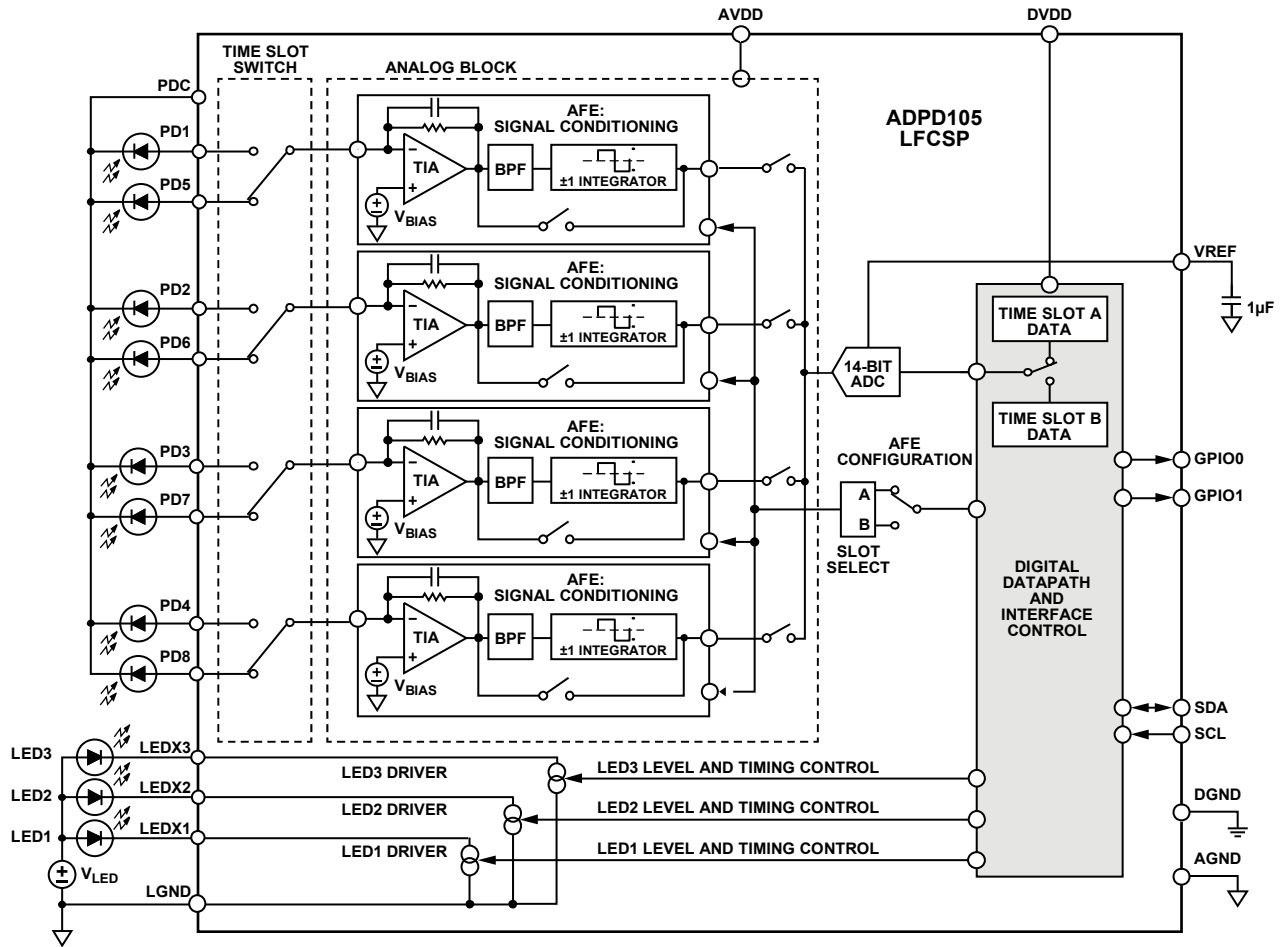 AVDD
DVDD
TIME SLOT
SWITCH
ANALOG BLOCK
PDC
ADPD105
LFCSP
AFE:
SIGNAL CONDITIONING
PD1
TIA
BPF
±1 INTEGRATOR
VBIAS
PD5
VREF
1µF
AFE:
SIGNAL CONDITIONING
PD2
TIA
BPF
±1 INTEGRATOR
VBIAS
PD6
14-BIT
ADC
TIME SLOT A
DATA
TIME SLOT B
DATA
AFE:
SIGNAL CONDITIONING
PD3
TIA
BPF
±1 INTEGRATOR
VBIAS
PD7
AFE
CONFIGURATION
A
B
SLOT
SELECT
GPIO0
GPIO1
DIGITAL
DATAPATH
AND
INTERFACE
CONTROL
AFE:
SIGNAL CONDITIONING
PD4
TIA
BPF
±1 INTEGRATOR
VBIAS
PD8
SDA
SCL
LED3
LEDX3
LED3 DRIVER
LED3 LEVEL AND TIMING CONTROL
LED2
LEDX2
LED2 DRIVER
LED2 LEVEL AND TIMING CONTROL
DGND
LED1
LEDX1
LED1 DRIVER
LED1 LEVEL AND TIMING CONTROL
AGND
VLED
LGND